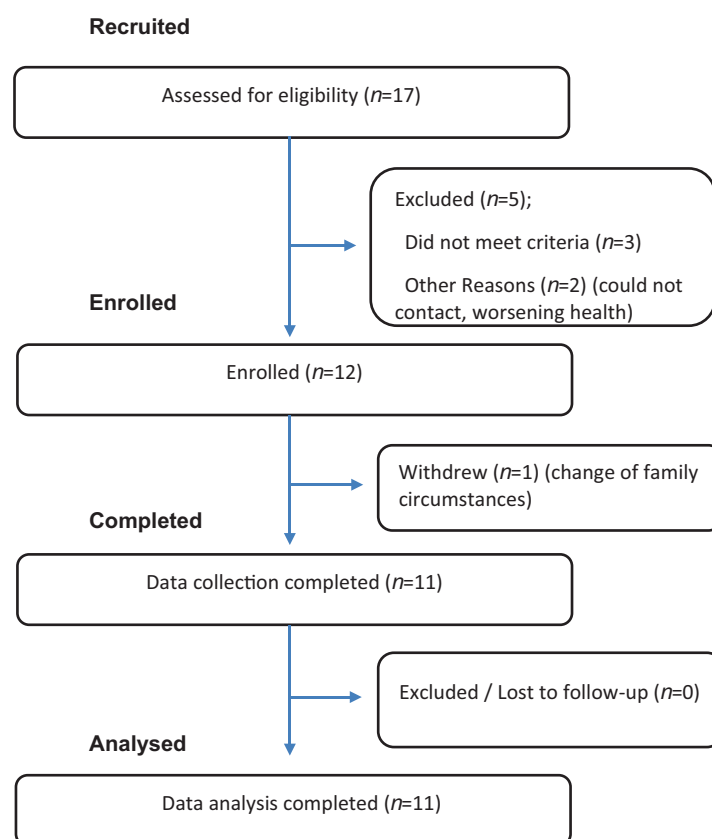 Recruited
Assessed for eligibility (n=17)
Excluded (n=5);
Did not meet criteria (n=3)
Other Reasons (n=2) (could not
contact, worsening health)
Enrolled
Enrolled (n=12)
Withdrew (n=1) (change of family
circumstances)
Completed
Data collection completed (n=11)
Excluded / Lost to follow-up (n=0)
Analysed
Data analysis completed (n=11)